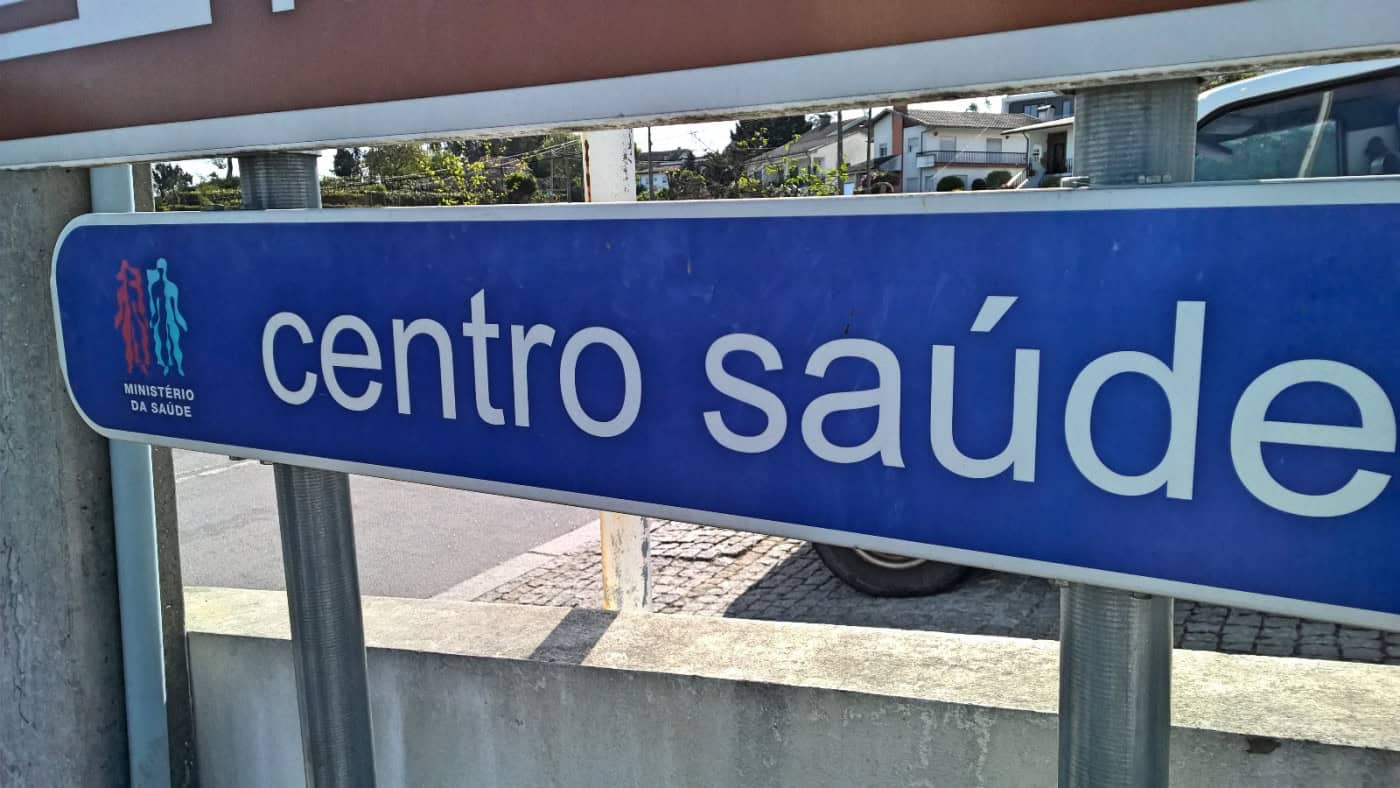 MINISTÉRIO
DA SAÚDE
centro saúde